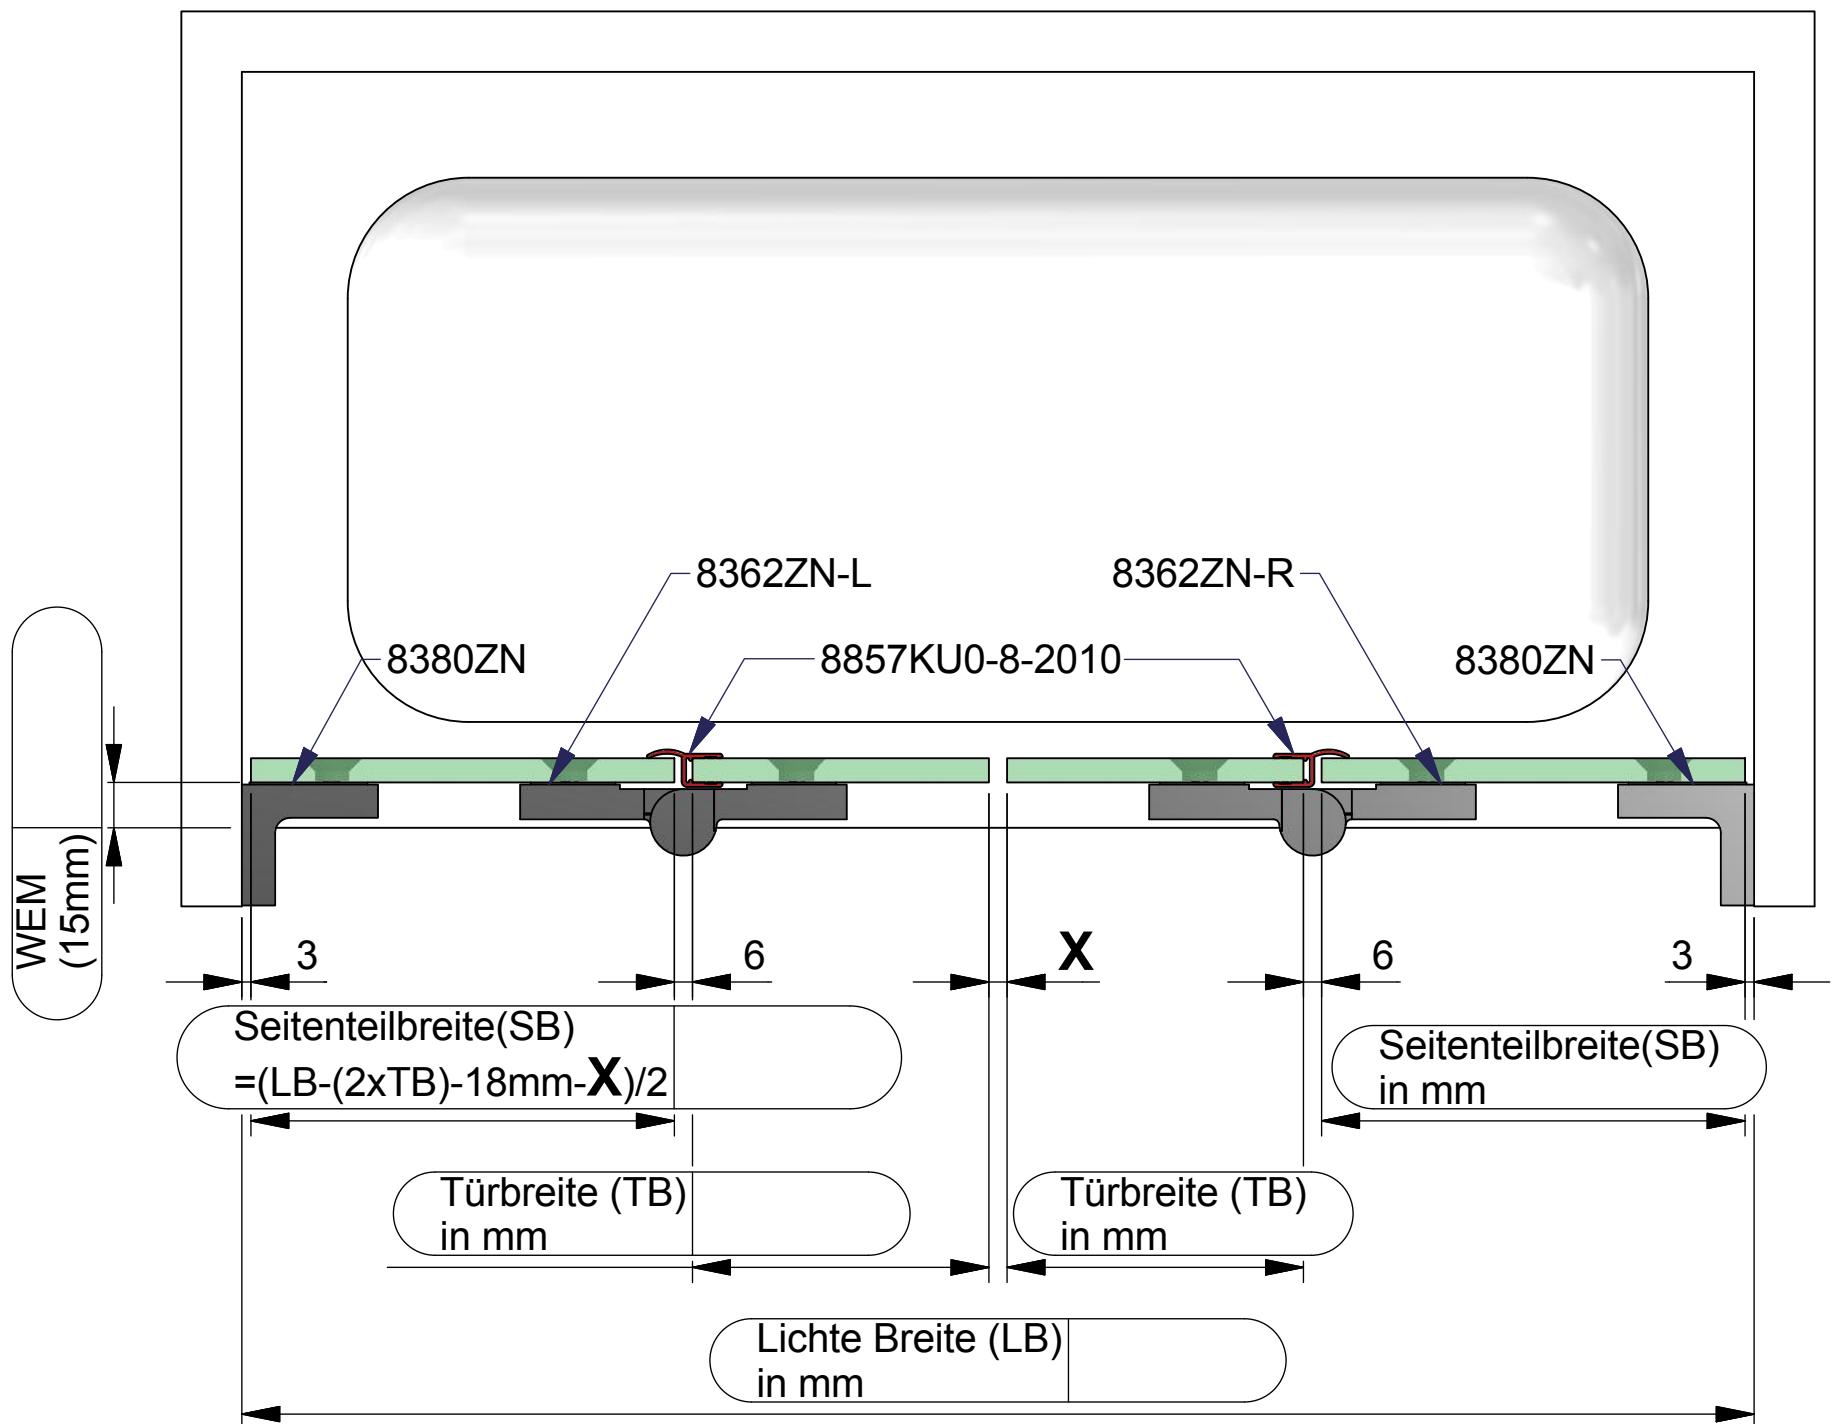 8362ZN-L
8362ZN-R
8380ZN
8857KU0-8-2010
8380ZN
WEM
(15mm)
3
6
X
6
3
Seitenteilbreite(SB)
=(LB-(2xTB)-18mm-X)/2
Seitenteilbreite(SB)
in mm
Türbreite (TB)
in mm
Türbreite (TB)
in mm
Lichte Breite (LB)
in mm